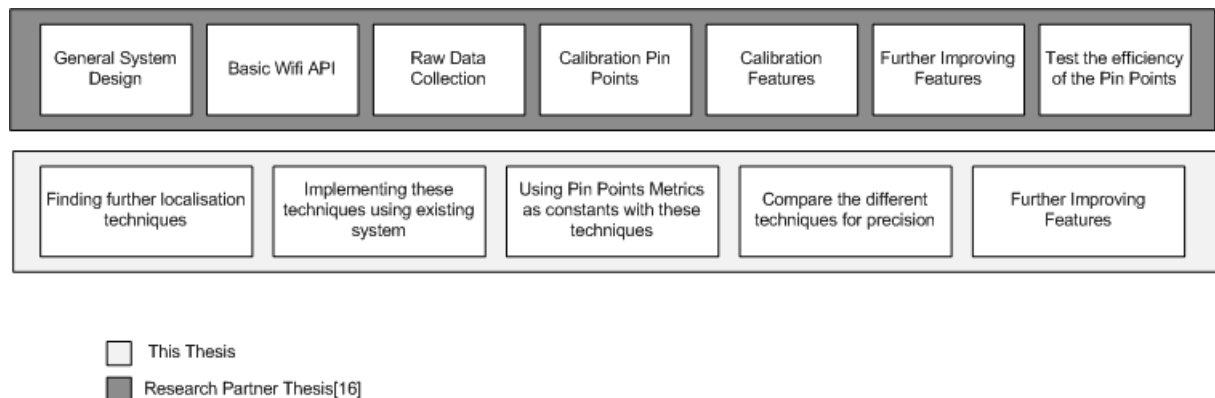 General System
Design
Basic Wifi API
Raw Data
Collection
Calibration Pin
Points
Calibration
Features
Further Improving
Features
Test the efficiency
of the Pin Points
Finding further localisation
techniques
Implementing these
techniques using existing
system
Using Pin Points Metrics
as constants with these
techniques
Compare the different
techniques for precision
Further Improving
Features
This Thesis
Research Partner Thesis[16]